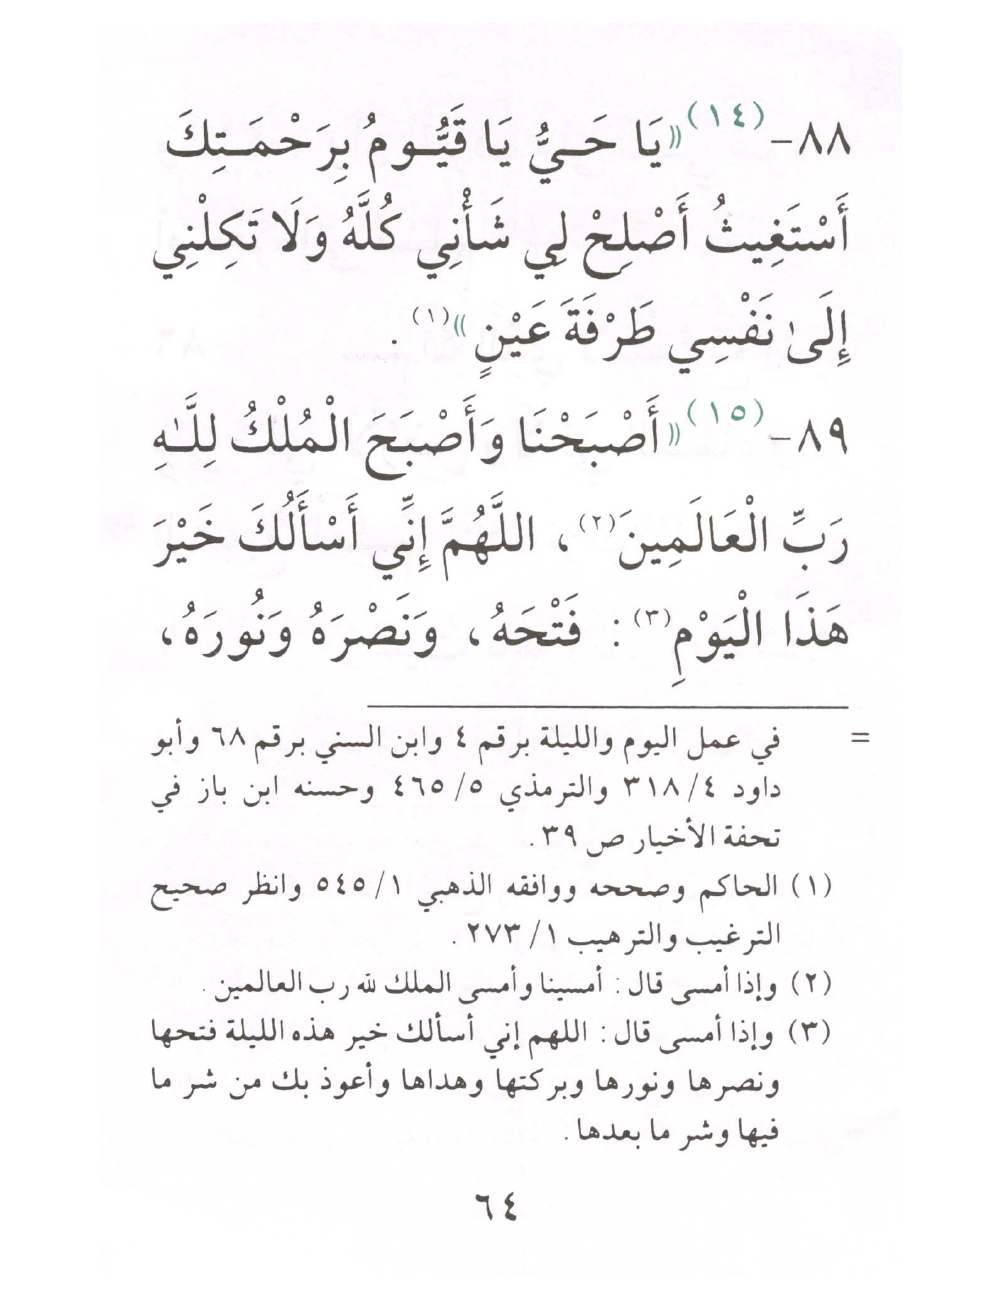 ٨٨-(١٤)«يَا حَـيُّ يَا قَيُّـومُ بِرَحْمَـتِكَ
أَسْتَغِيثُ أَصْلِحْ لِي شَأْنِي كُلَّهُ وَلَا تَكِلْنِي
إِلَىٰ نَفْسِي طَرْفَةَ عَيْنٍ»(١).
٨٩-(١٥)«أَصْبَحْنَا وَأَصْبَحَ الْمُلْكُ لِلَّـٰهِ
رَبِّ الْعَالَمِينَ(٢)، اللَّهُمَّ إِنِّي أَسْأَلُكَ خَيْرَ
هَذَا الْيَوْمِ(٣): فَتْحَهُ، وَنَصْرَهُ وَنُورَهُ،
= في عمل اليوم والليلة برقم ٤ وابن السني برقم ٦٨ وأبو
داود ٤/ ٣١٨ والترمذي ٥/ ٤٦٥ وحسنه ابن باز في
تحفة الأخيار ص ٣٩.
(١) الحاكم وصححه ووافقه الذهبي ١/ ٥٤٥ وانظر صحيح
الترغيب والترهيب ١/ ٢٧٣.
(٢) وإذا أمسى قال: أمسينا وأمسى الملك لله رب العالمين.
(٣) وإذا أمسى قال: اللهم إني أسألك خير هذه الليلة فتحها
ونصرها ونورها وبركتها وهداها وأعوذ بك من شر ما
فيها وشر ما بعدها.
٦٤